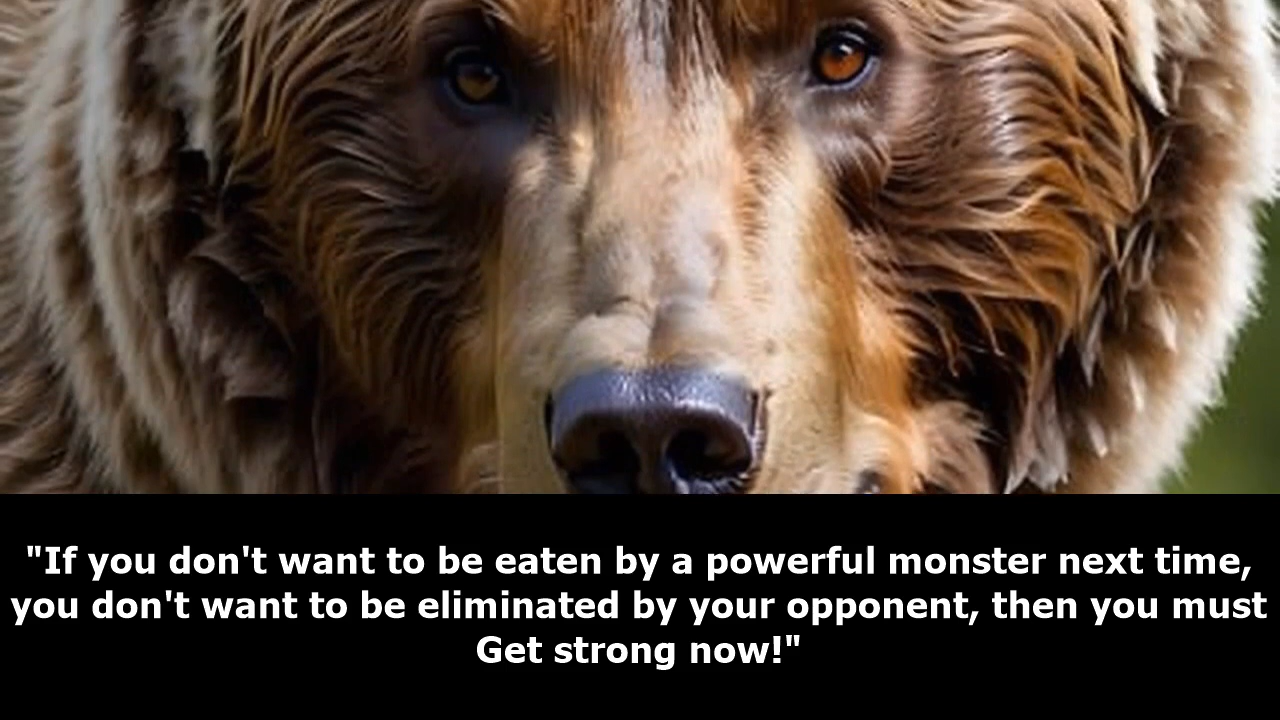 "If you don't want to be eaten by a powerful monster next time,
you don't want to be eliminated by your opponent, then you must
Get strong now!"